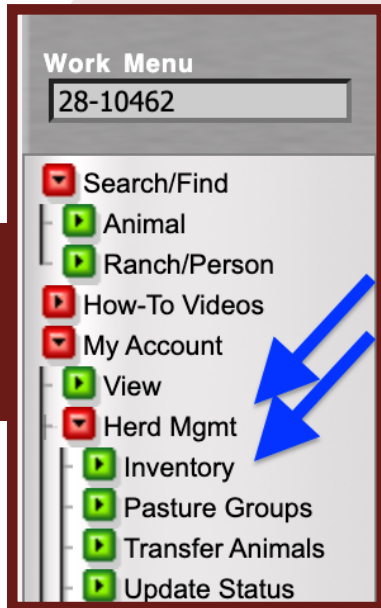 Work Menu
28-10462
Search/Find
Animal
Ranch/Person
How-To Videos
My Account
View
Herd Mgmt
Inventory
Pasture Groups
Transfer Animals
Update Status